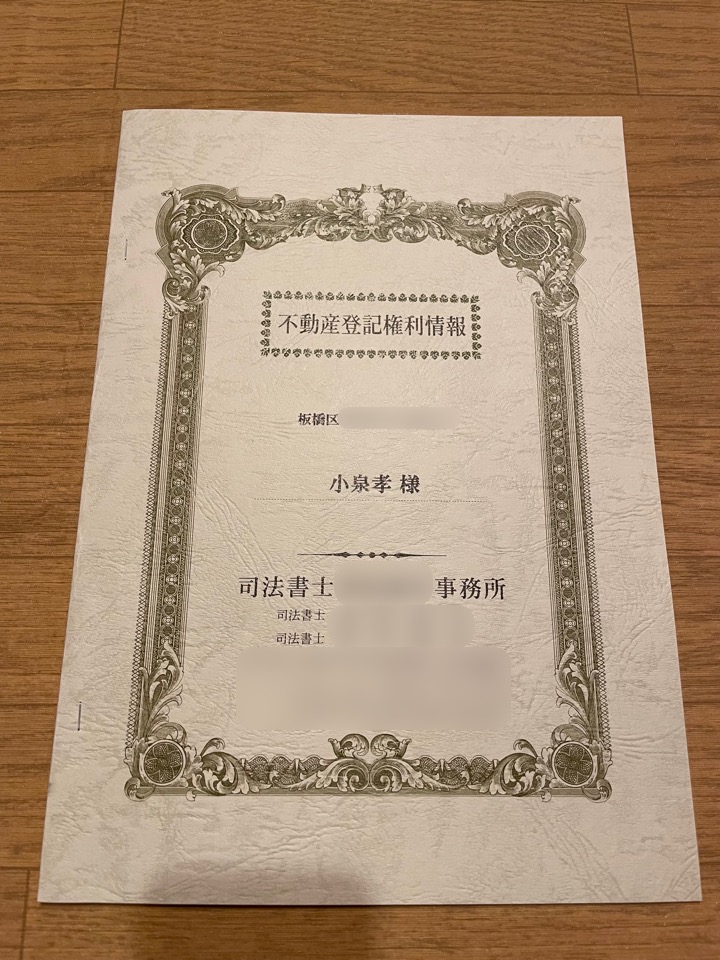 不動産登記権利情報
板橋区
小泉孝 様
司法書士 事務所
司法書士
司法書士